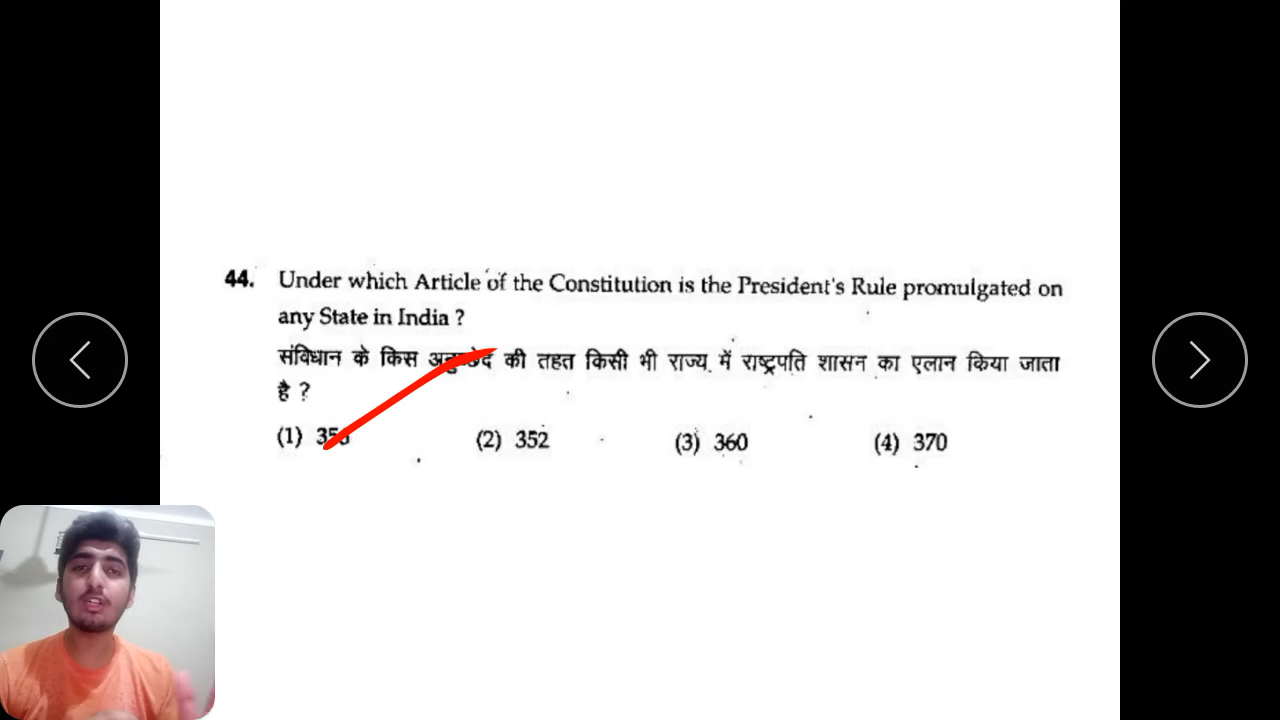 44. Under which Article of the Constitution is the President's Rule promulgated on
any State in India ?
संविधान के किस की तहत किसी भी राज्य में राष्ट्रपति शासन का एलान किया जाता
है ?
(1) (2) 352 (3) 360 (4) 370